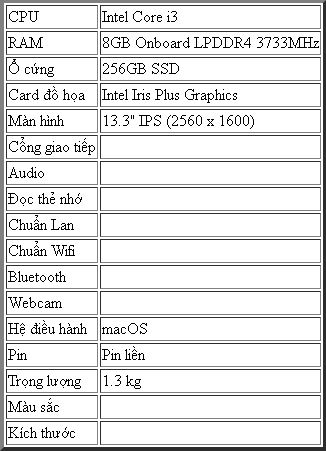 CPU Intel Core i3
RAM 8GB Onboard LPDDR4 3733MHz
Ổ cứng 256GB SSD
Card đồ họa Intel Iris Plus Graphics
Màn hình 13.3" IPS (2560 x 1600)
Cổng giao tiếp
Audio
Đọc thẻ nhớ
Chuẩn Lan
Chuẩn Wifi
Bluetooth
Webcam
Hệ điều hành macOS
Pin Pin liền
Trọng lượng 1.3 kg
Màu sắc
Kích thước